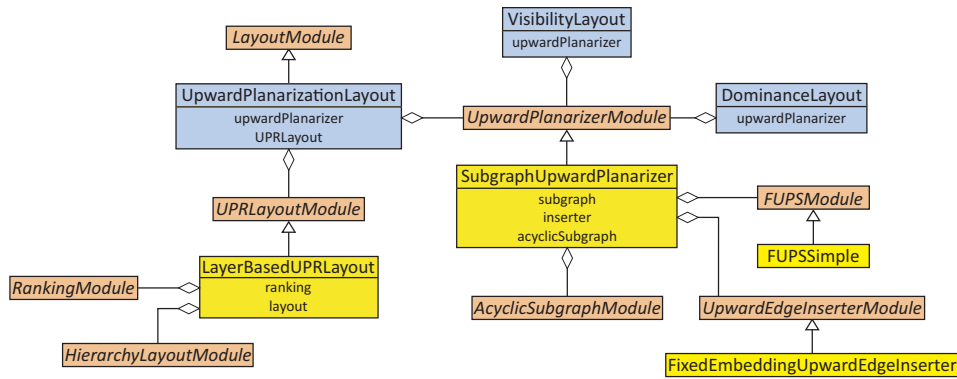 VisibilityLayout
upwardPlanarizer
LayoutModule
UpwardPlanarizationLayout
upwardPlanarizer
UPRLayout
UpwardPlanarizerModule
DominanceLayout
upwardPlanarizer
SubgraphUpwardPlanarizer
subgraph
inserter
acyclicSubgraph
UPRLayoutModule
FUPSModule
FUPSSimple
LayerBasedUPRLayout
ranking
layout
RankingModule
AcyclicSubgraphModule
UpwardEdgeInserterModule
HierarchyLayoutModule
FixedEmbeddingUpwardEdgeInserter